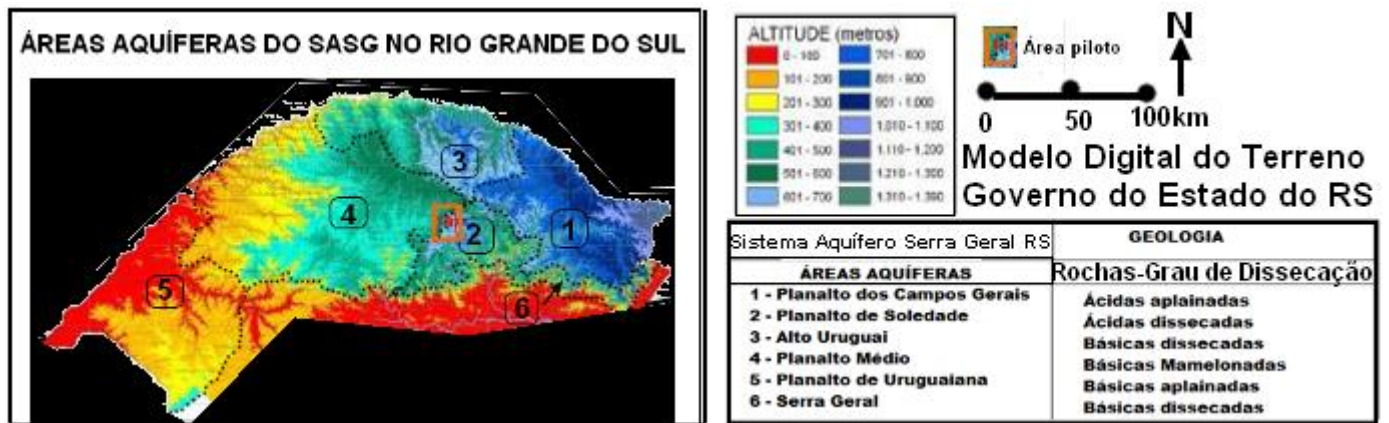 ÁREAS AQUÍFERAS DO SASG NO RIO GRANDE DO SUL
3
4
2
1
5
6
ALTITUDE (metros)
0 - 100
701 - 800
101 - 200
801 - 900
201 - 300
901 - 1.000
301 - 400
1.010 - 1.100
401 - 500
1.110 - 1.200
501 - 600
1.210 - 1.300
601 - 700
1.310 - 1.390
Área piloto
N
0 50 100km
Modelo Digital do Terreno
Governo do Estado do RS
Sistema Aquífero Serra Geral RS
GEOLOGIA
ÁREAS AQUÍFERAS
Rochas-Grau de Dissecação
1 - Planalto dos Campos Gerais
Ácidas aplainadas
2 - Planalto de Soledade
Ácidas dissecadas
3 - Alto Uruguai
Básicas dissecadas
4 - Planalto Médio
Básicas Mamelonadas
5 - Planalto de Uruguaiana
Básicas aplainadas
6 - Serra Geral
Básicas dissecadas